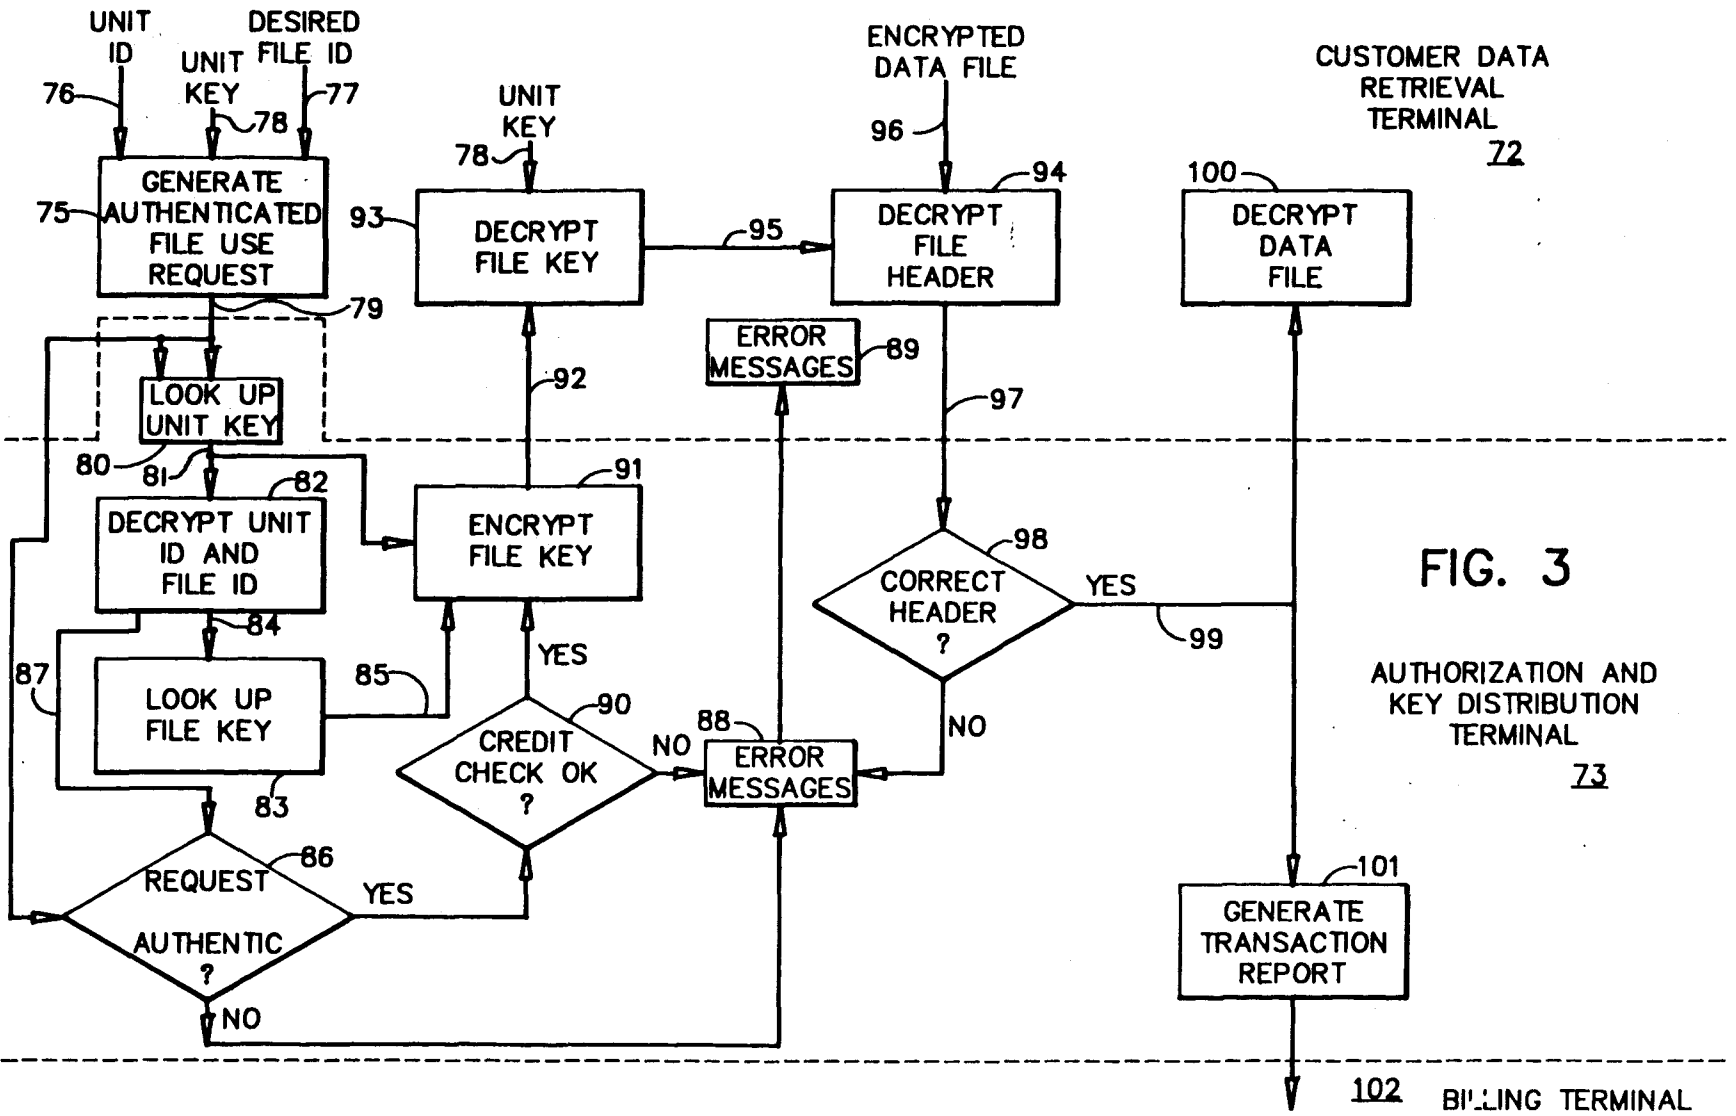 UNIT
ID
UNIT
KEY
DESIRED
FILE ID
76
78
77
GENERATE
AUTHENTICATED
FILE USE
REQUEST
75
79
UNIT
KEY
78
DECRYPT
FILE KEY
93
95
ENCRYPTED
DATA FILE
96
DECRYPT
FILE
HEADER
94
100
DECRYPT
DATA
FILE
CUSTOMER DATA
RETRIEVAL
TERMINAL
72
ERROR
MESSAGES
89
92
97
LOOK UP
UNIT KEY
80
81
82
DECRYPT UNIT
ID AND
FILE ID
84
91
ENCRYPT
FILE KEY
98
CORRECT
HEADER
?
YES
99
NO
FIG. 3
87
LOOK UP
FILE KEY
83
85
YES
90
CREDIT
CHECK OK
?
NO
88
ERROR
MESSAGES
AUTHORIZATION AND
KEY DISTRIBUTION
TERMINAL
73
86
REQUEST
AUTHENTIC
?
YES
NO
101
GENERATE
TRANSACTION
REPORT
102
BILLING TERMINAL